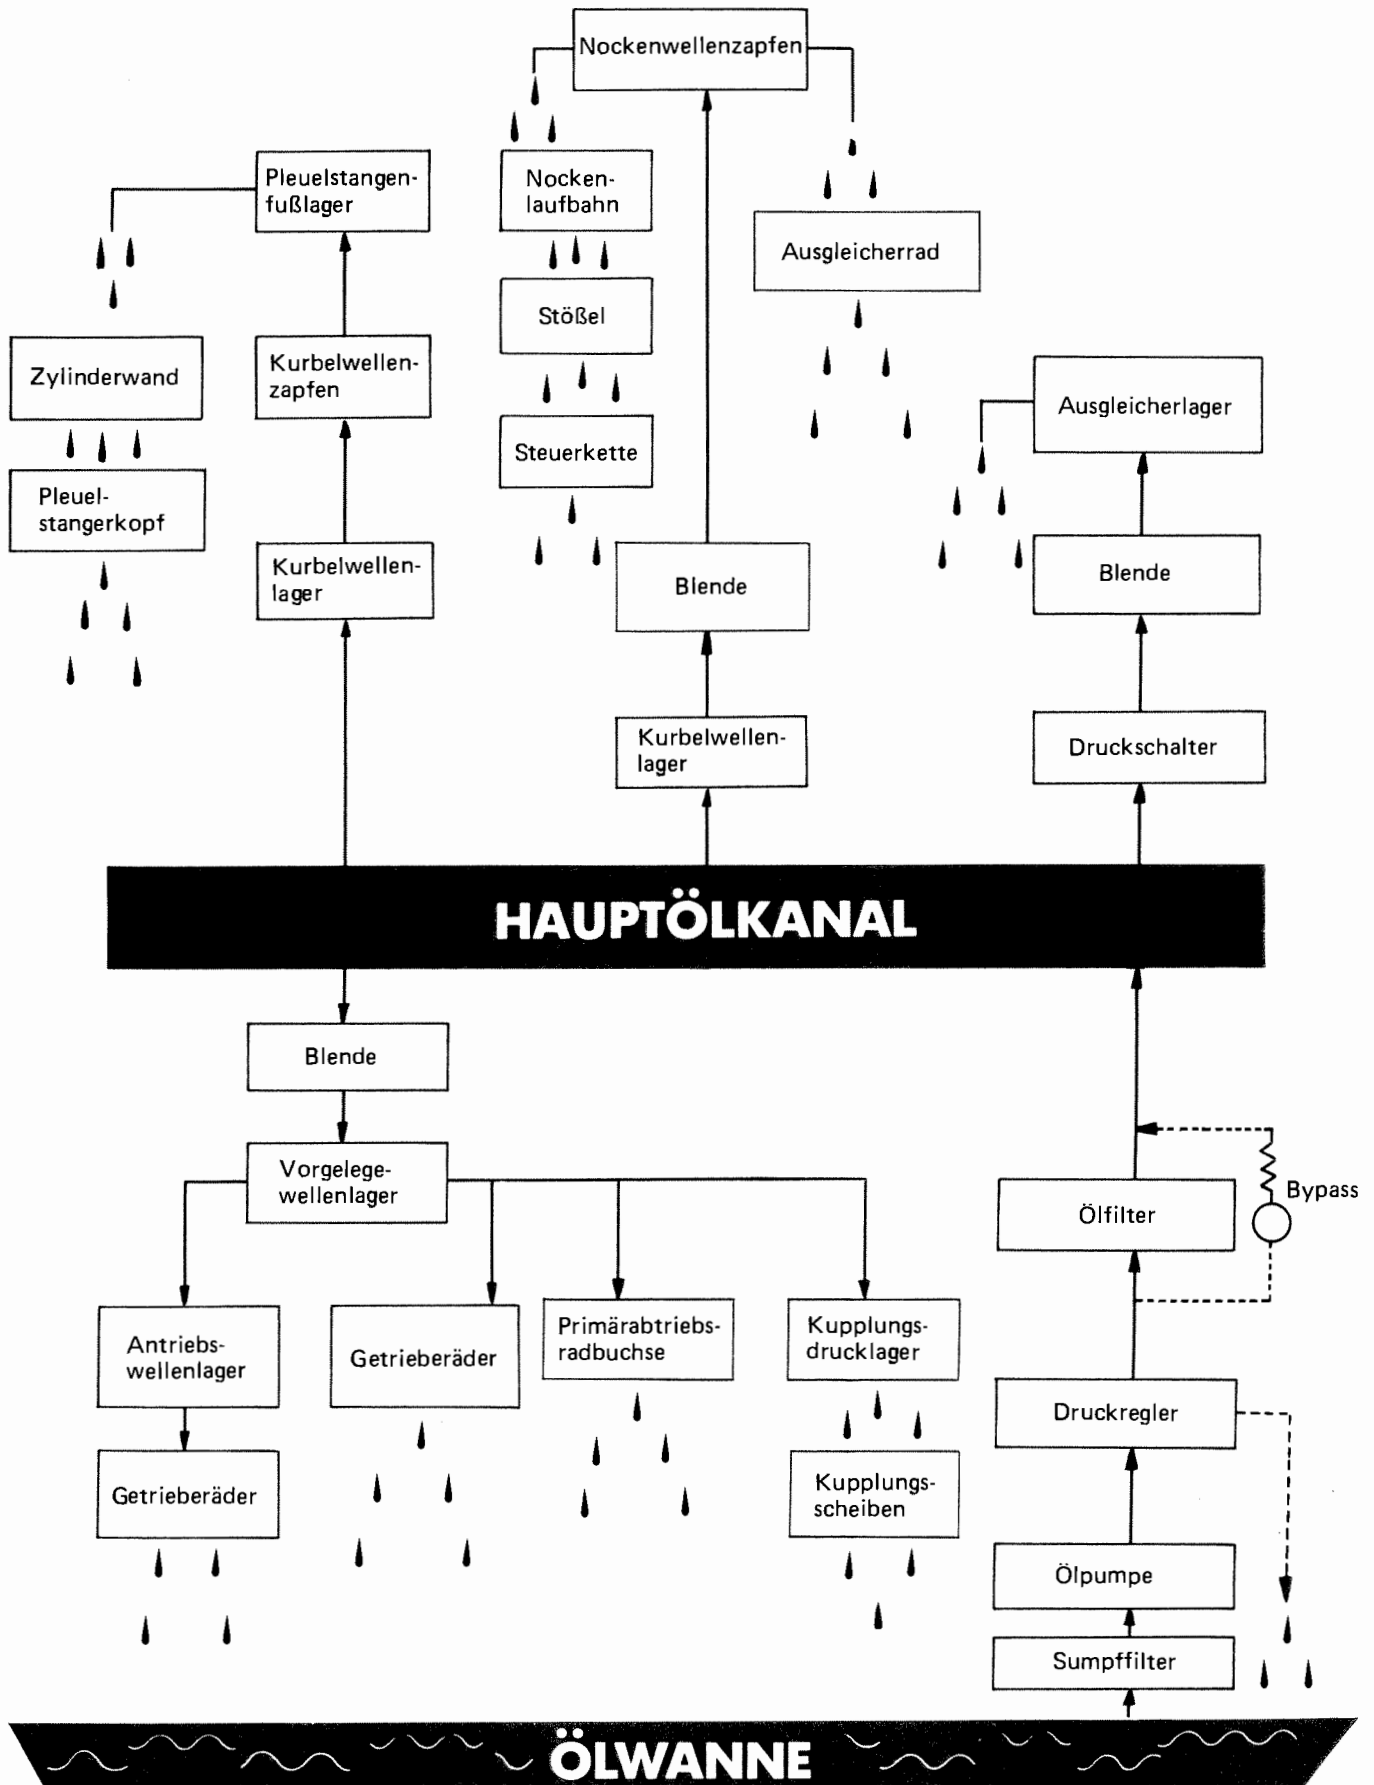 Nockenwellenzapfen
Pleuelstangen-
fußlager
Nocken-
laufbahn
Ausgleicherrad
Stößel
Zylinderwand
Kurbelwellen-
zapfen
Ausgleicherlager
Steuerkette
Pleuel-
stangerkopf
Kurbelwellen-
lager
Blende
Blende
Kurbelwellen-
lager
Druckschalter
HAUPTÖLKANAL
Blende
Vorgelege-
wellenlager
Bypass
Ölfilter
Antriebs-
wellenlager
Getrieberäder
Primärabtriebs-
radbuchse
Kupplungs-
drucklager
Druckregler
Getrieberäder
Kupplungs-
scheiben
Ölpumpe
Sumpffilter
ÖLWANNE